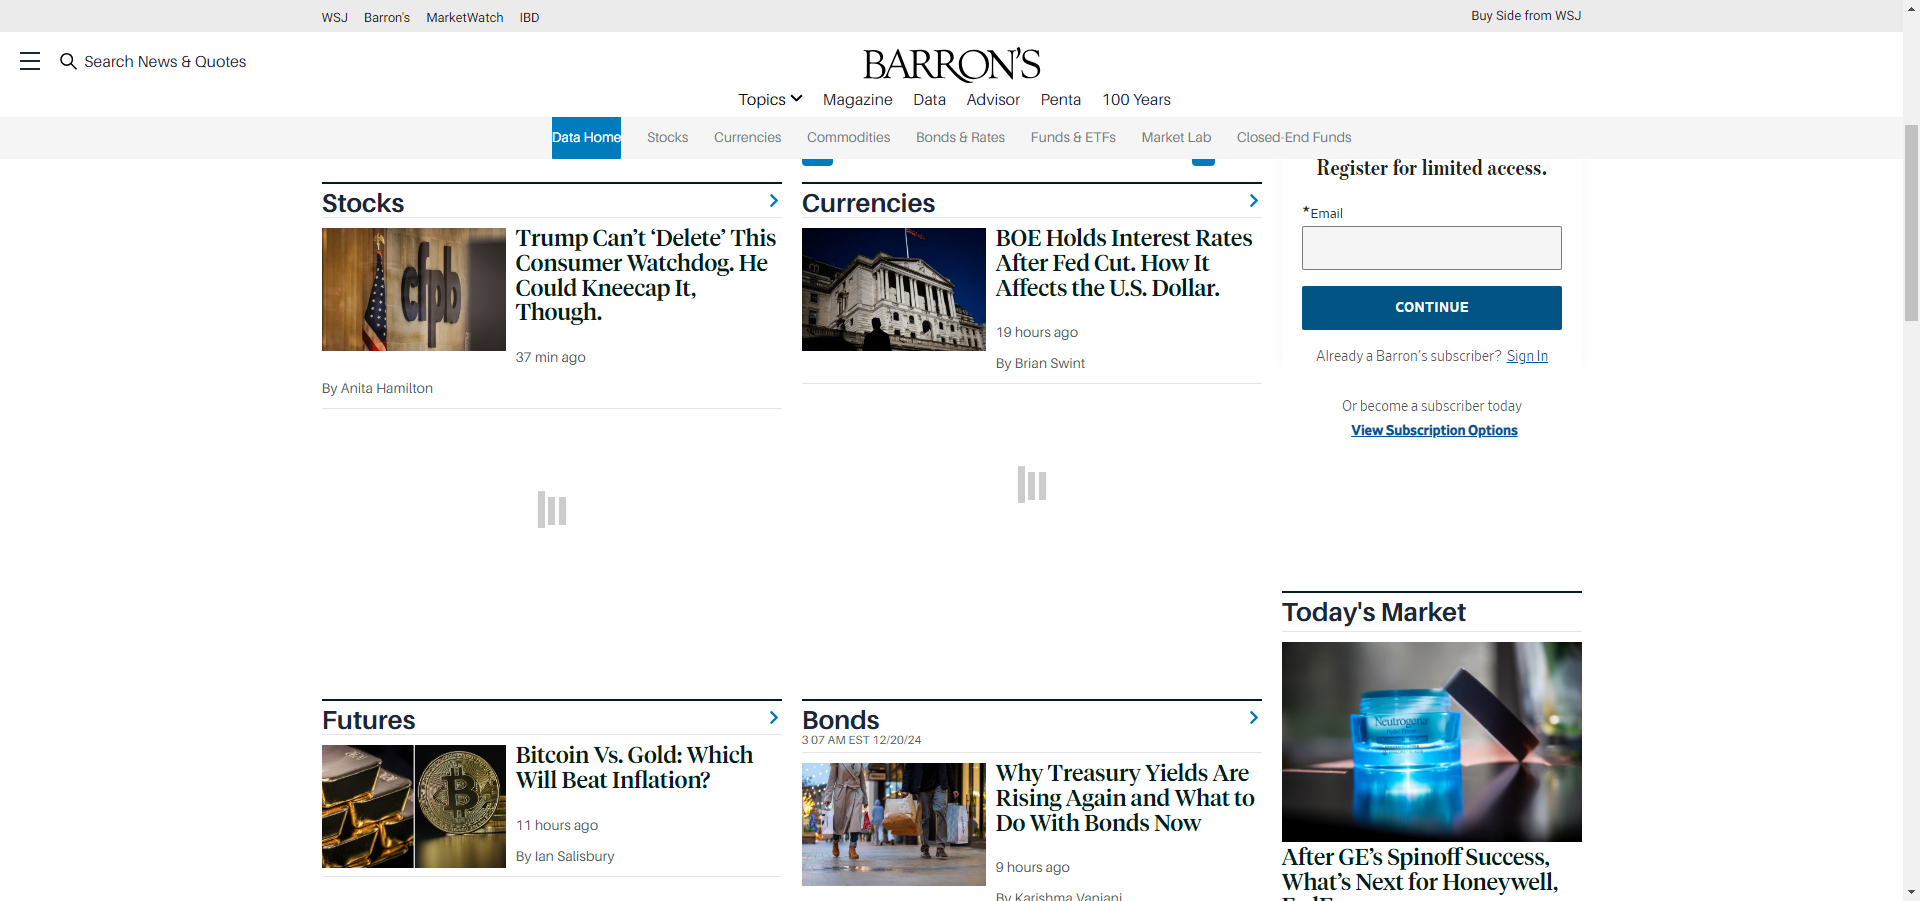 WSJ Barron's MarketWatch IBD Buy Side from WSJ
Search News & Quotes
BARRON'S
Topics Magazine Data Advisor Penta 100 Years
Data Home Stocks Currencies Commodities Bonds & Rates Funds & ETFs Market Lab Closed-End Funds
Stocks
cfpb
Trump Can't 'Delete' This
Consumer Watchdog. He
Could Kneecap It,
Though.
37 min ago
By Anita Hamilton
Currencies
BOE Holds Interest Rates
After Fed Cut. How It
Affects the U.S. Dollar.
19 hours ago
By Brian Swint
Register for limited access.
*Email
CONTINUE
Already a Barron's subscriber? Sign In
Or become a subscriber today
View Subscription Options
Futures
Bitcoin Vs. Gold: Which
Will Beat Inflation?
11 hours ago
By Ian Salisbury
Bonds
3 07 AM EST 12/20/24
Why Treasury Yields Are
Rising Again and What to
Do With Bonds Now
9 hours ago
By Karishma Vanjani
Today's Market
Neutrogena
After GE's Spinoff Success,
What's Next for Honeywell,